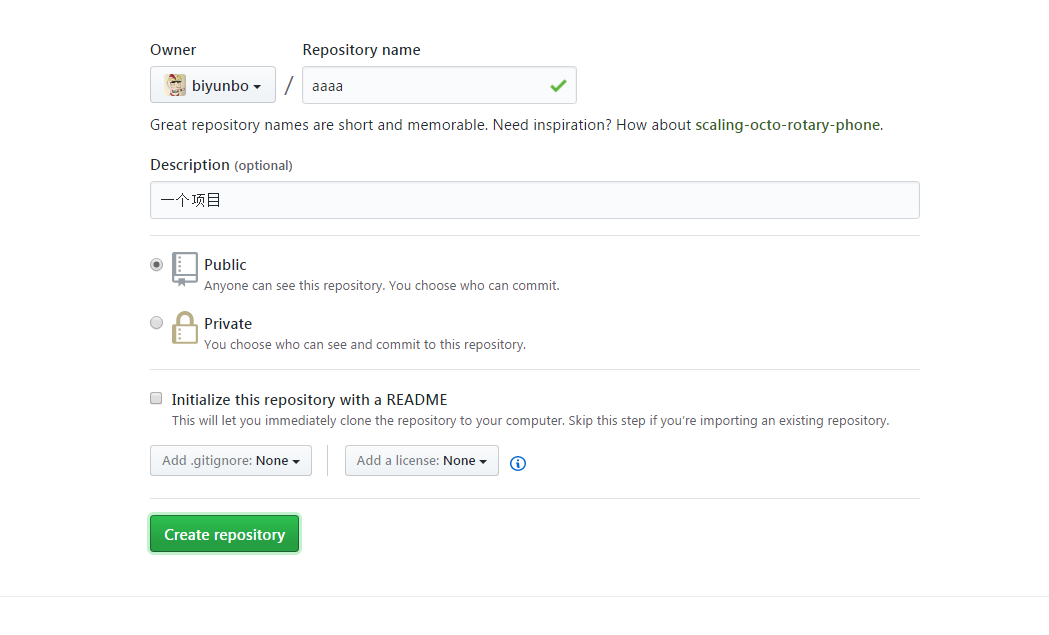 Owner Repository name
biyunbo / aaaa
Great repository names are short and memorable. Need inspiration? How about scaling-octo-rotary-phone.
Description (optional)
一个项目
Public
Anyone can see this repository. You choose who can commit.
Private
You choose who can see and commit to this repository.
Initialize this repository with a README
This will let you immediately clone the repository to your computer. Skip this step if you're importing an existing repository.
Add .gitignore: None Add a license: None
Create repository